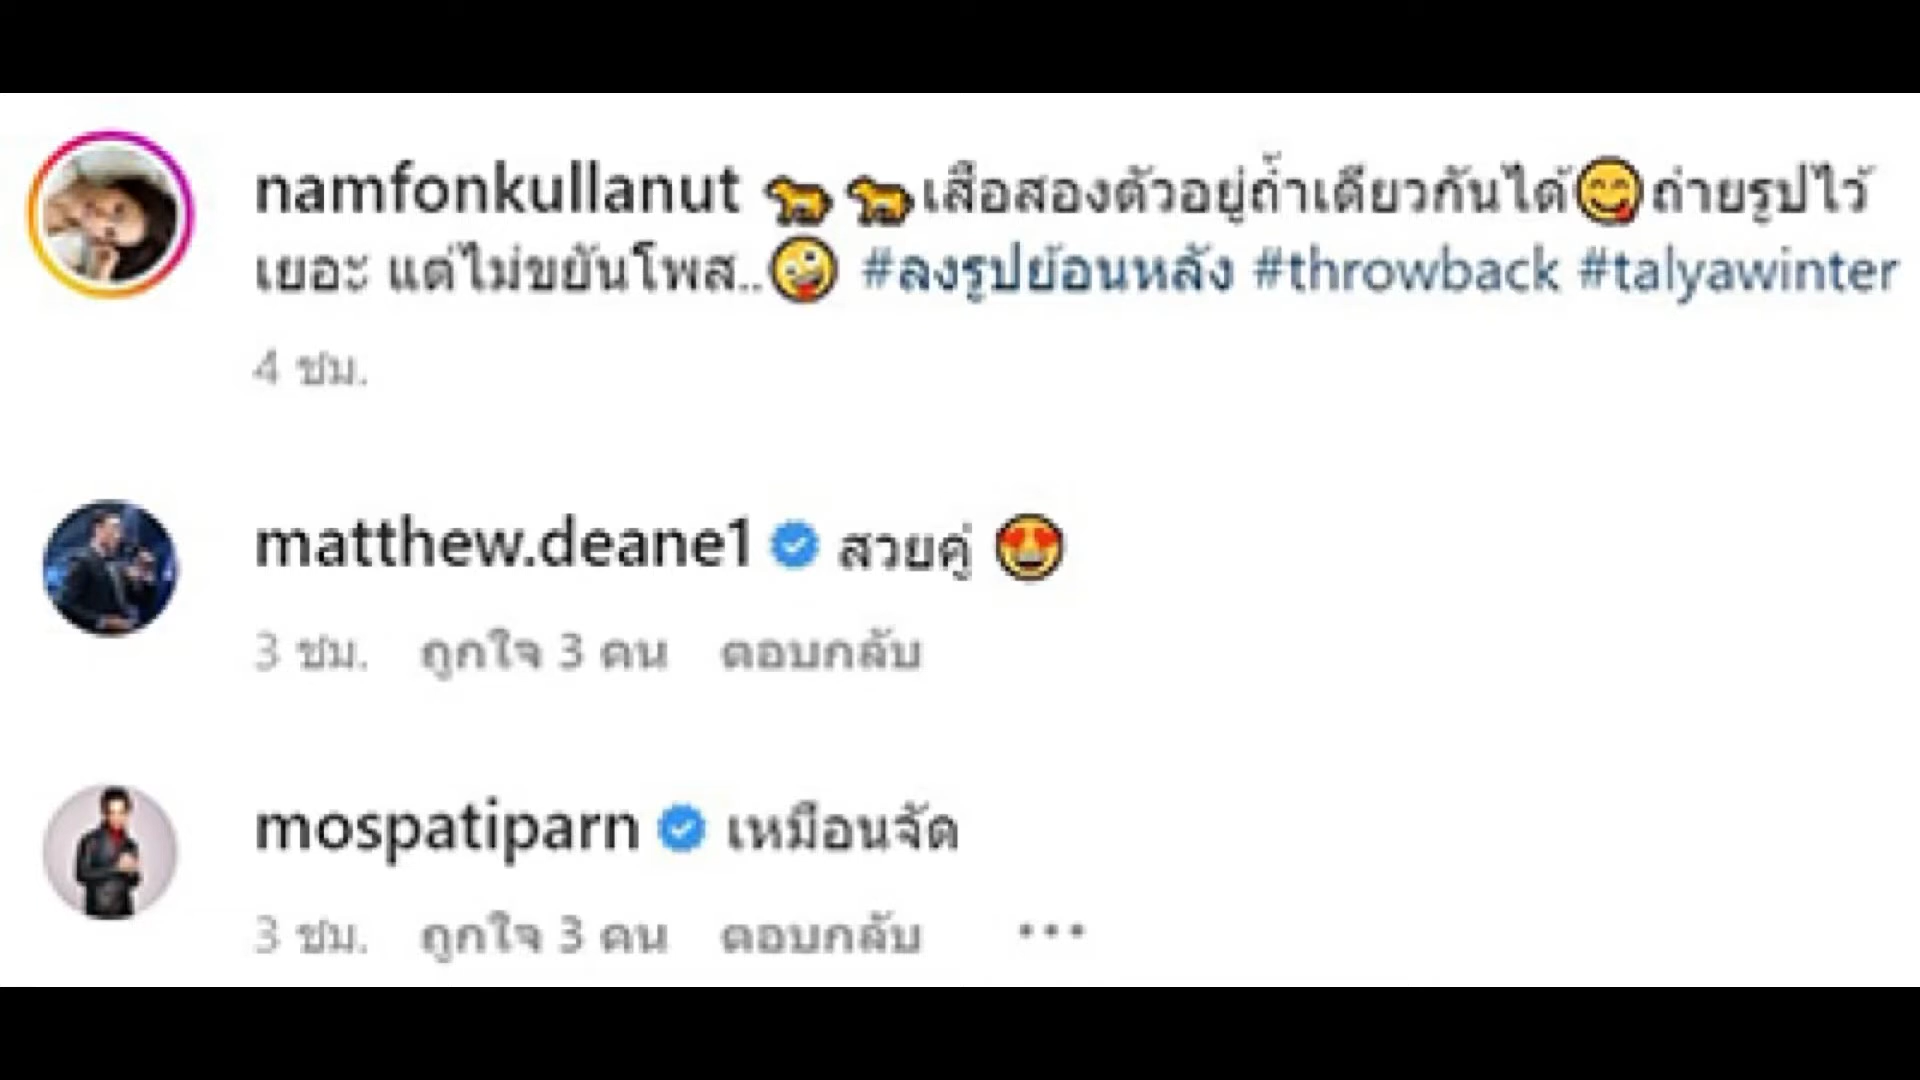 namfonkullanut 🐅🐅เสือสองตัวอยู่ถ้ำเดียวกันได้😋ถ่ายรูปไว้
เยอะ แต่ไม่ขยันโพส..🤪 #ลงรูปย้อนหลัง #throwback #talyawinter
4 ชม.
matthew.deane1 สวยคู่ 😍
3 ชม. ถูกใจ 3 คน ตอบกลับ
mospatiparn เหมือนจัด
3 ชม. ถูกใจ 3 คน ตอบกลับ ...